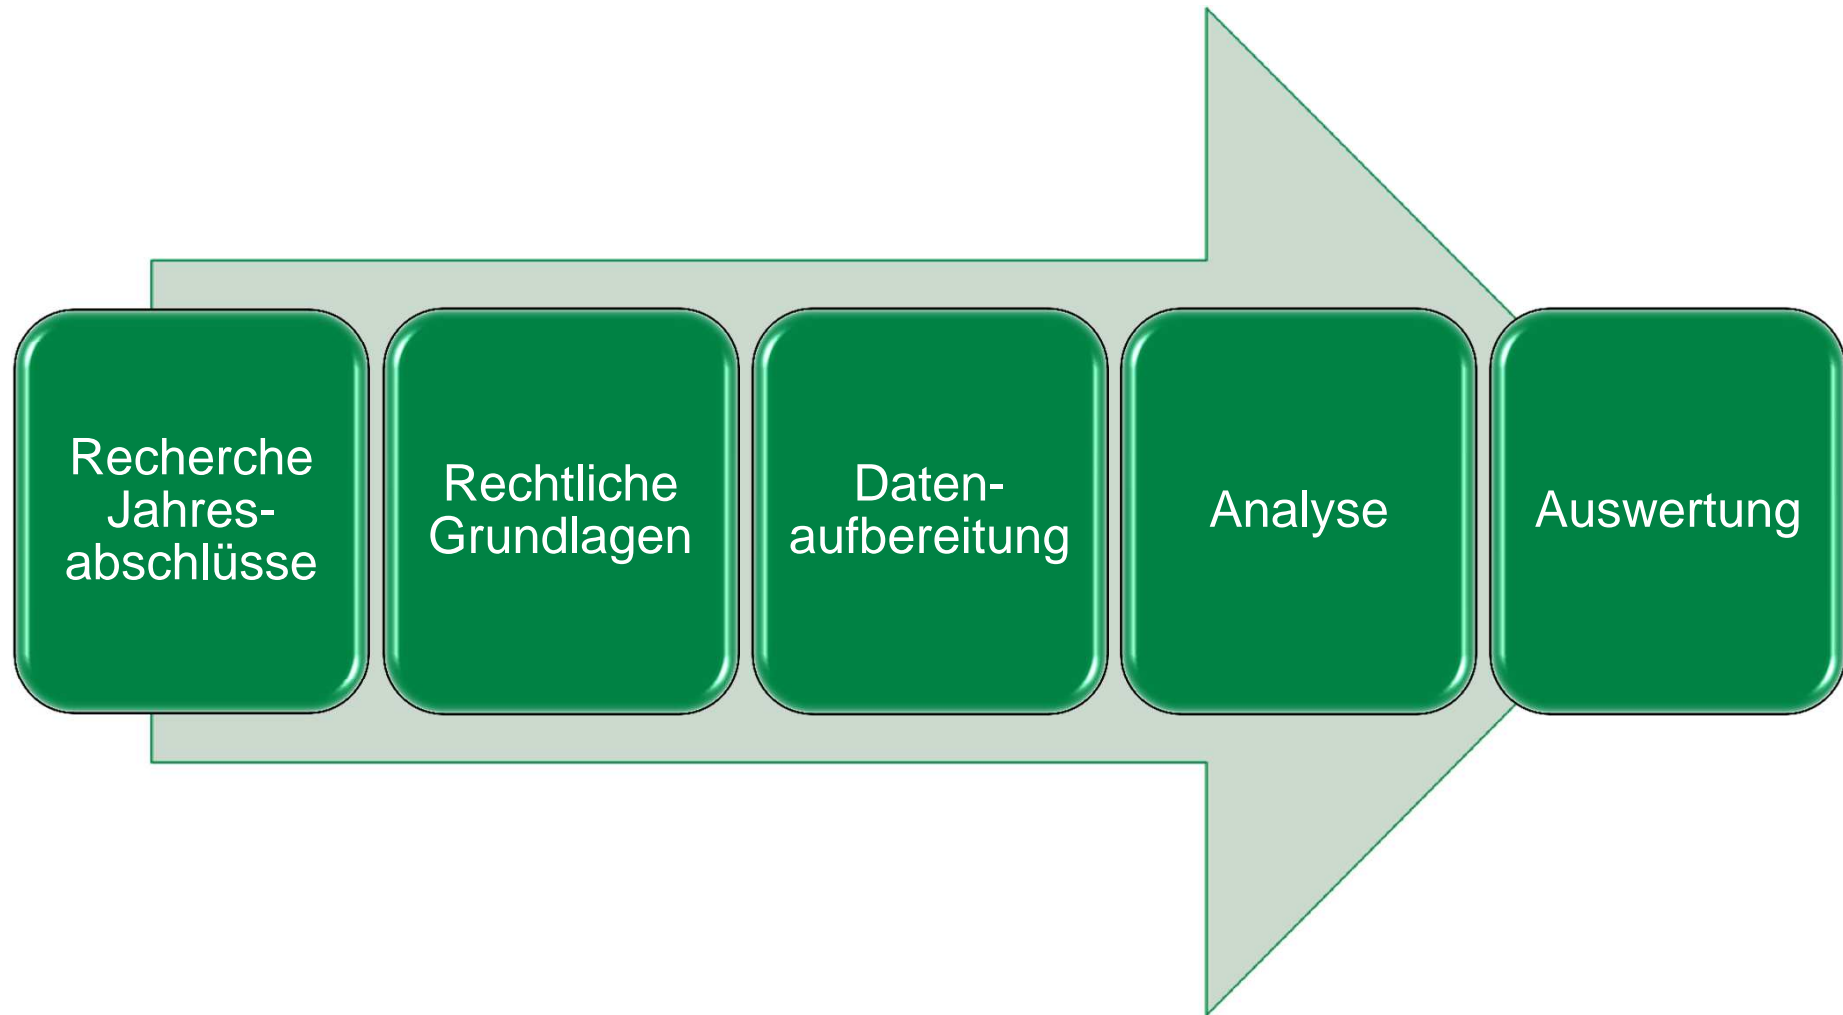 Recherche
Jahres-
abschlüsse
Rechtliche
Grundlagen
Daten-
aufbereitung
Analyse
Auswertung